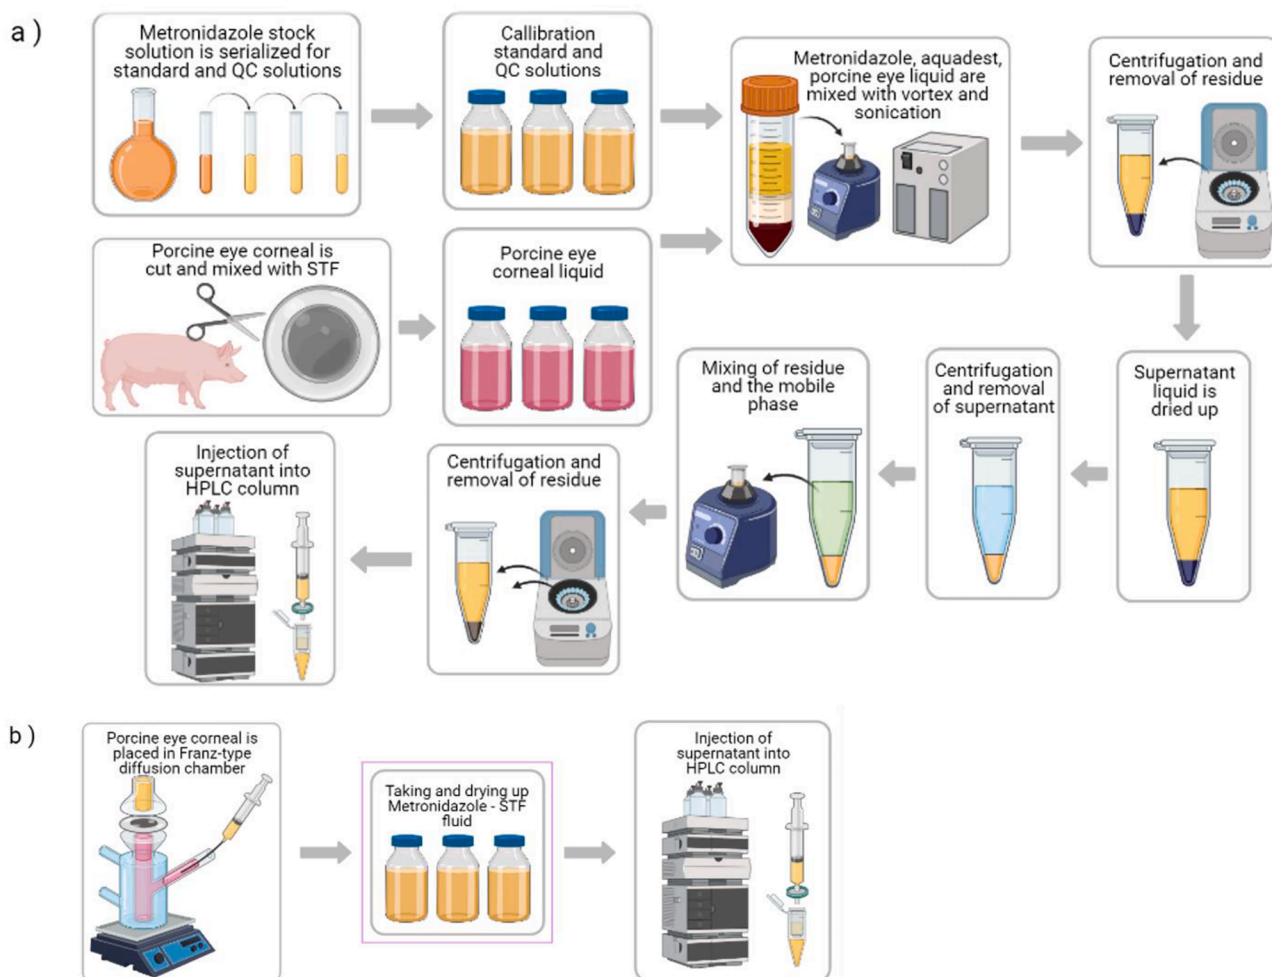 a )
Metronidazole stock
solution is serialized for
standard and QC solutions
Callibration
standard and
QC solutions
Metronidazole, aquadest,
porcine eye liquid are
mixed with vortex and
sonication
Centrifugation and
removal of residue
Porcine eye corneal is
cut and mixed with STF
Porcine eye
corneal liquid
Mixing of residue
and the mobile
phase
Centrifugation
and removal
of supernatant
Supernatant
liquid is
dried up
Injection of
supernatant into
HPLC column
Centrifugation and
removal of residue
b )
Porcine eye corneal is
placed in Franz-type
diffusion chamber
Taking and drying up
Metronidazole - STF
fluid
Injection of
supernatant into
HPLC column